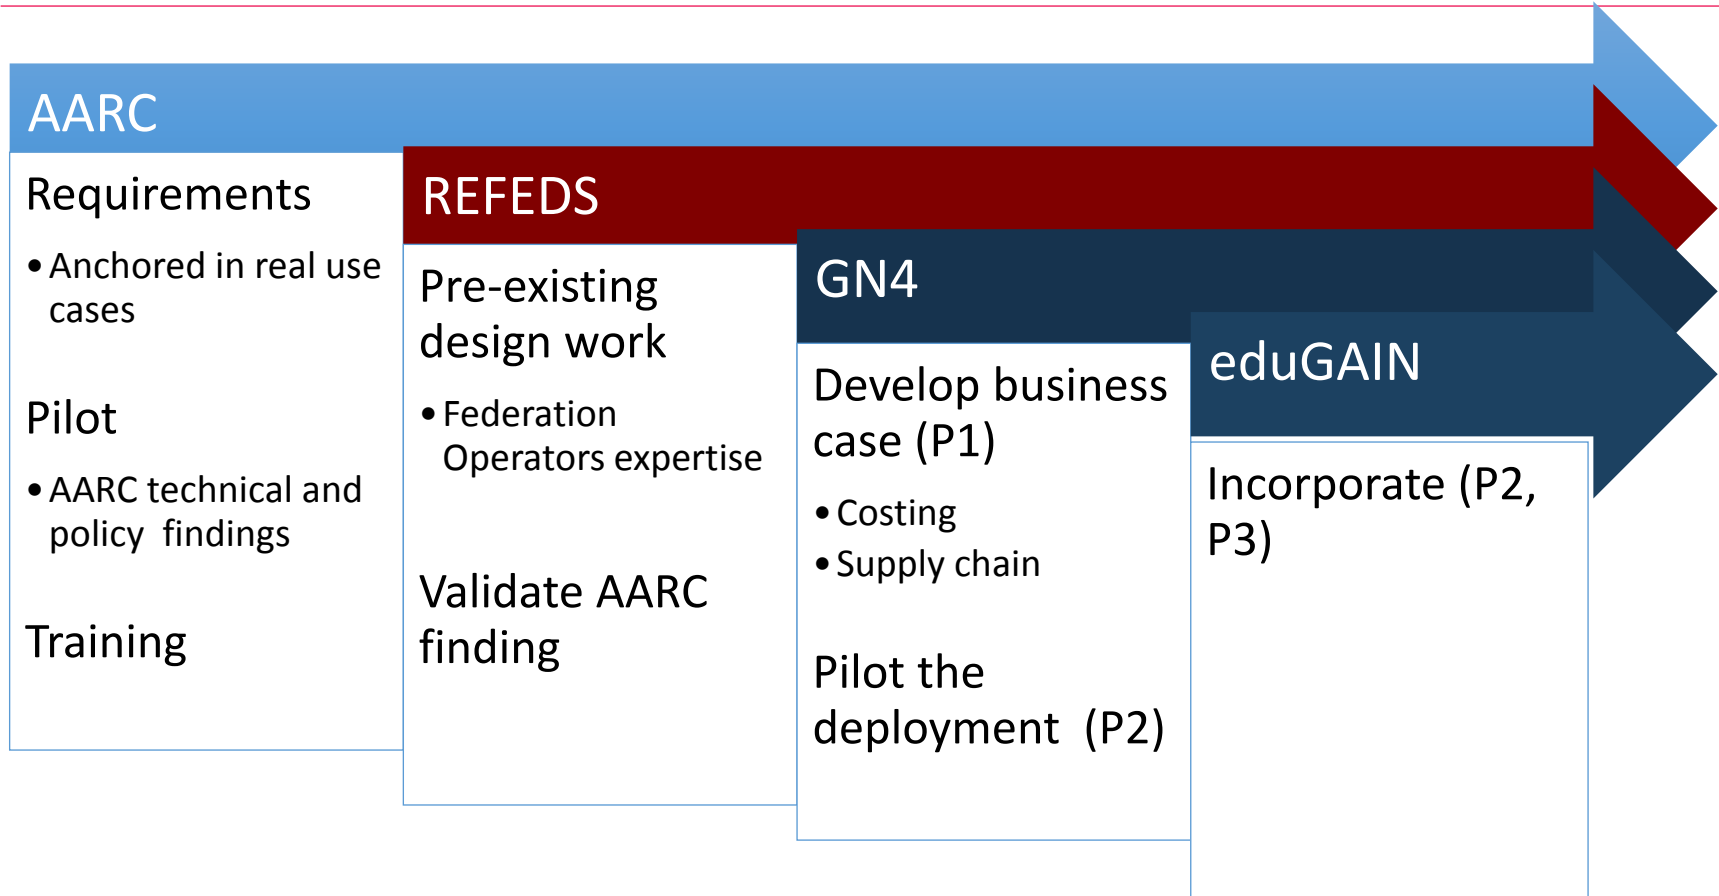 AARC
Requirements
• Anchored in real use
cases
Pilot
• AARC technical and
policy  findings
Training
REFEDS
Pre-existing
design work
• Federation
Operators expertise
Validate AARC
finding
GN4
Develop business
case (P1)
• Costing
• Supply chain
Pilot the
deployment  (P2)
eduGAIN
Incorporate (P2,
P3)